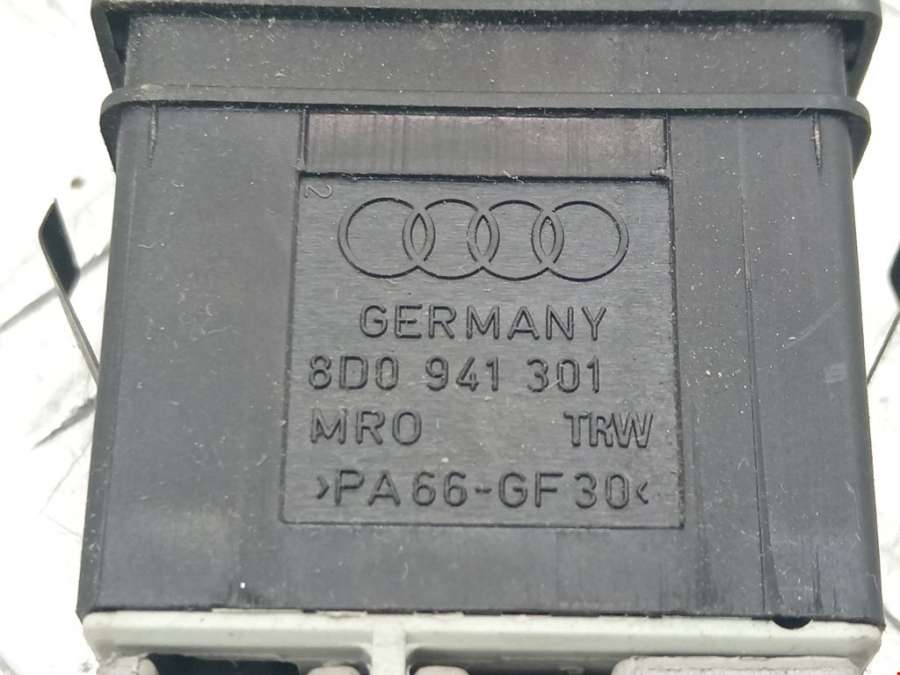 2
GERMANY
8D0 941 301
MRO TRW
>PA66-GF30<